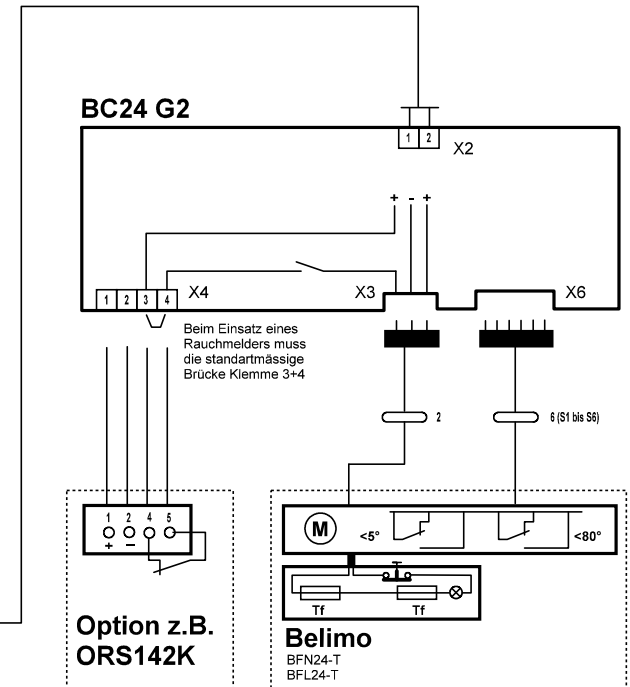 BC24 G2
1 2
X2
+ - +
1 2 3 4
X4
X3
X6
Beim Einsatz eines
Rauchmelders muss
die standartmässige
Brücke Klemme 3+4
2
6 (S1 bis S6)
1 2 4 5
+ −
M
<5°
<80°
Tf
Tf
Option z.B.
ORS142K
Belimo
BFN24-T
BFL24-T